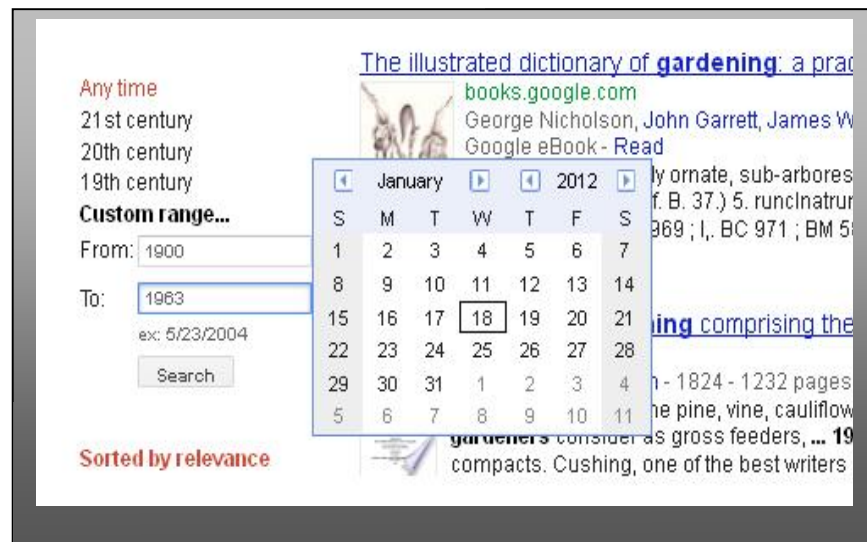 The illustrated dictionary of gardening: a prac
Any time
books.google.com
21st century
George Nicholson, John Garrett, James W
20th century
Google eBook - Read
19th century
ly ornate, sub-arbores
Custom range...
f. B. 37.) 5. runcInatrur
From: 1900
969 ; I,. BC 971 ; BM 58
To: 1963
ex: 5/23/2004
Search
January 2012
S M T W T F S
1 2 3 4 5 6 7
8 9 10 11 12 13 14
15 16 17 18 19 20 21
22 23 24 25 26 27 28
29 30 31 1 2 3 4
5 6 7 8 9 10 11
ing comprising the
- 1824 - 1232 pages
ne pine, vine, cauliflow
gardeners consider as gross feeders, ... 19
Sorted by relevance
compacts. Cushing, one of the best writers